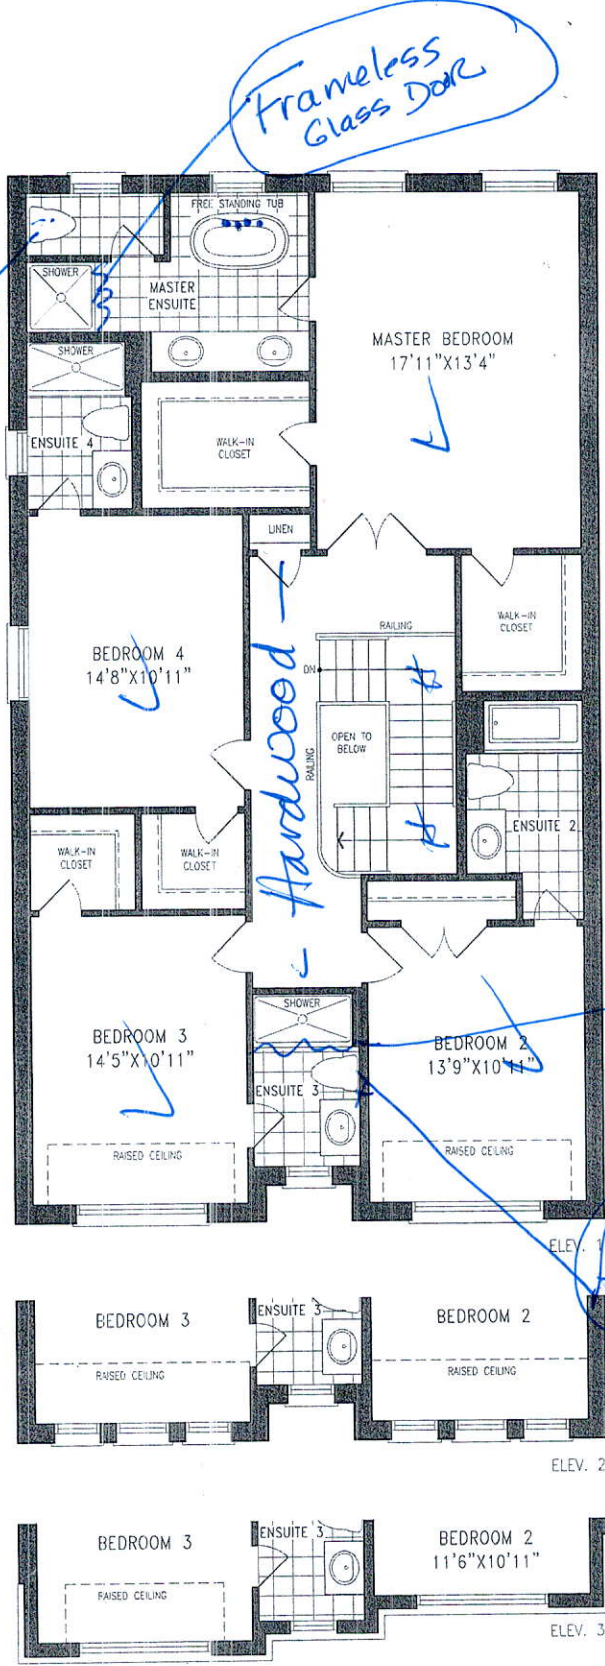 Frameless
Glass Door
FREE STANDING TUB
SHOWER
MASTER
ENSUITE
MASTER BEDROOM
17'11"X13'4"
SHOWER
ENSUITE 4
WALK-IN
CLOSET
LINEN
WALK-IN
CLOSET
RAILING
BEDROOM 4
14'8"X10'11"
Hardwood
DN
RAILING
OPEN TO
BELOW
ENSUITE 2
WALK-IN
CLOSET
WALK-IN
CLOSET
SHOWER
BEDROOM 3
14'5"X10'11"
BEDROOM 2
13'9"X10'11"
ENSUITE 3
RAISED CEILING
RAISED CEILING
ELEV. 1
BEDROOM 3
ENSUITE 3
BEDROOM 2
RAISED CEILING
RAISED CEILING
ELEV. 2
BEDROOM 3
ENSUITE 3
BEDROOM 2
11'6"X10'11"
RAISED CEILING
ELEV. 3